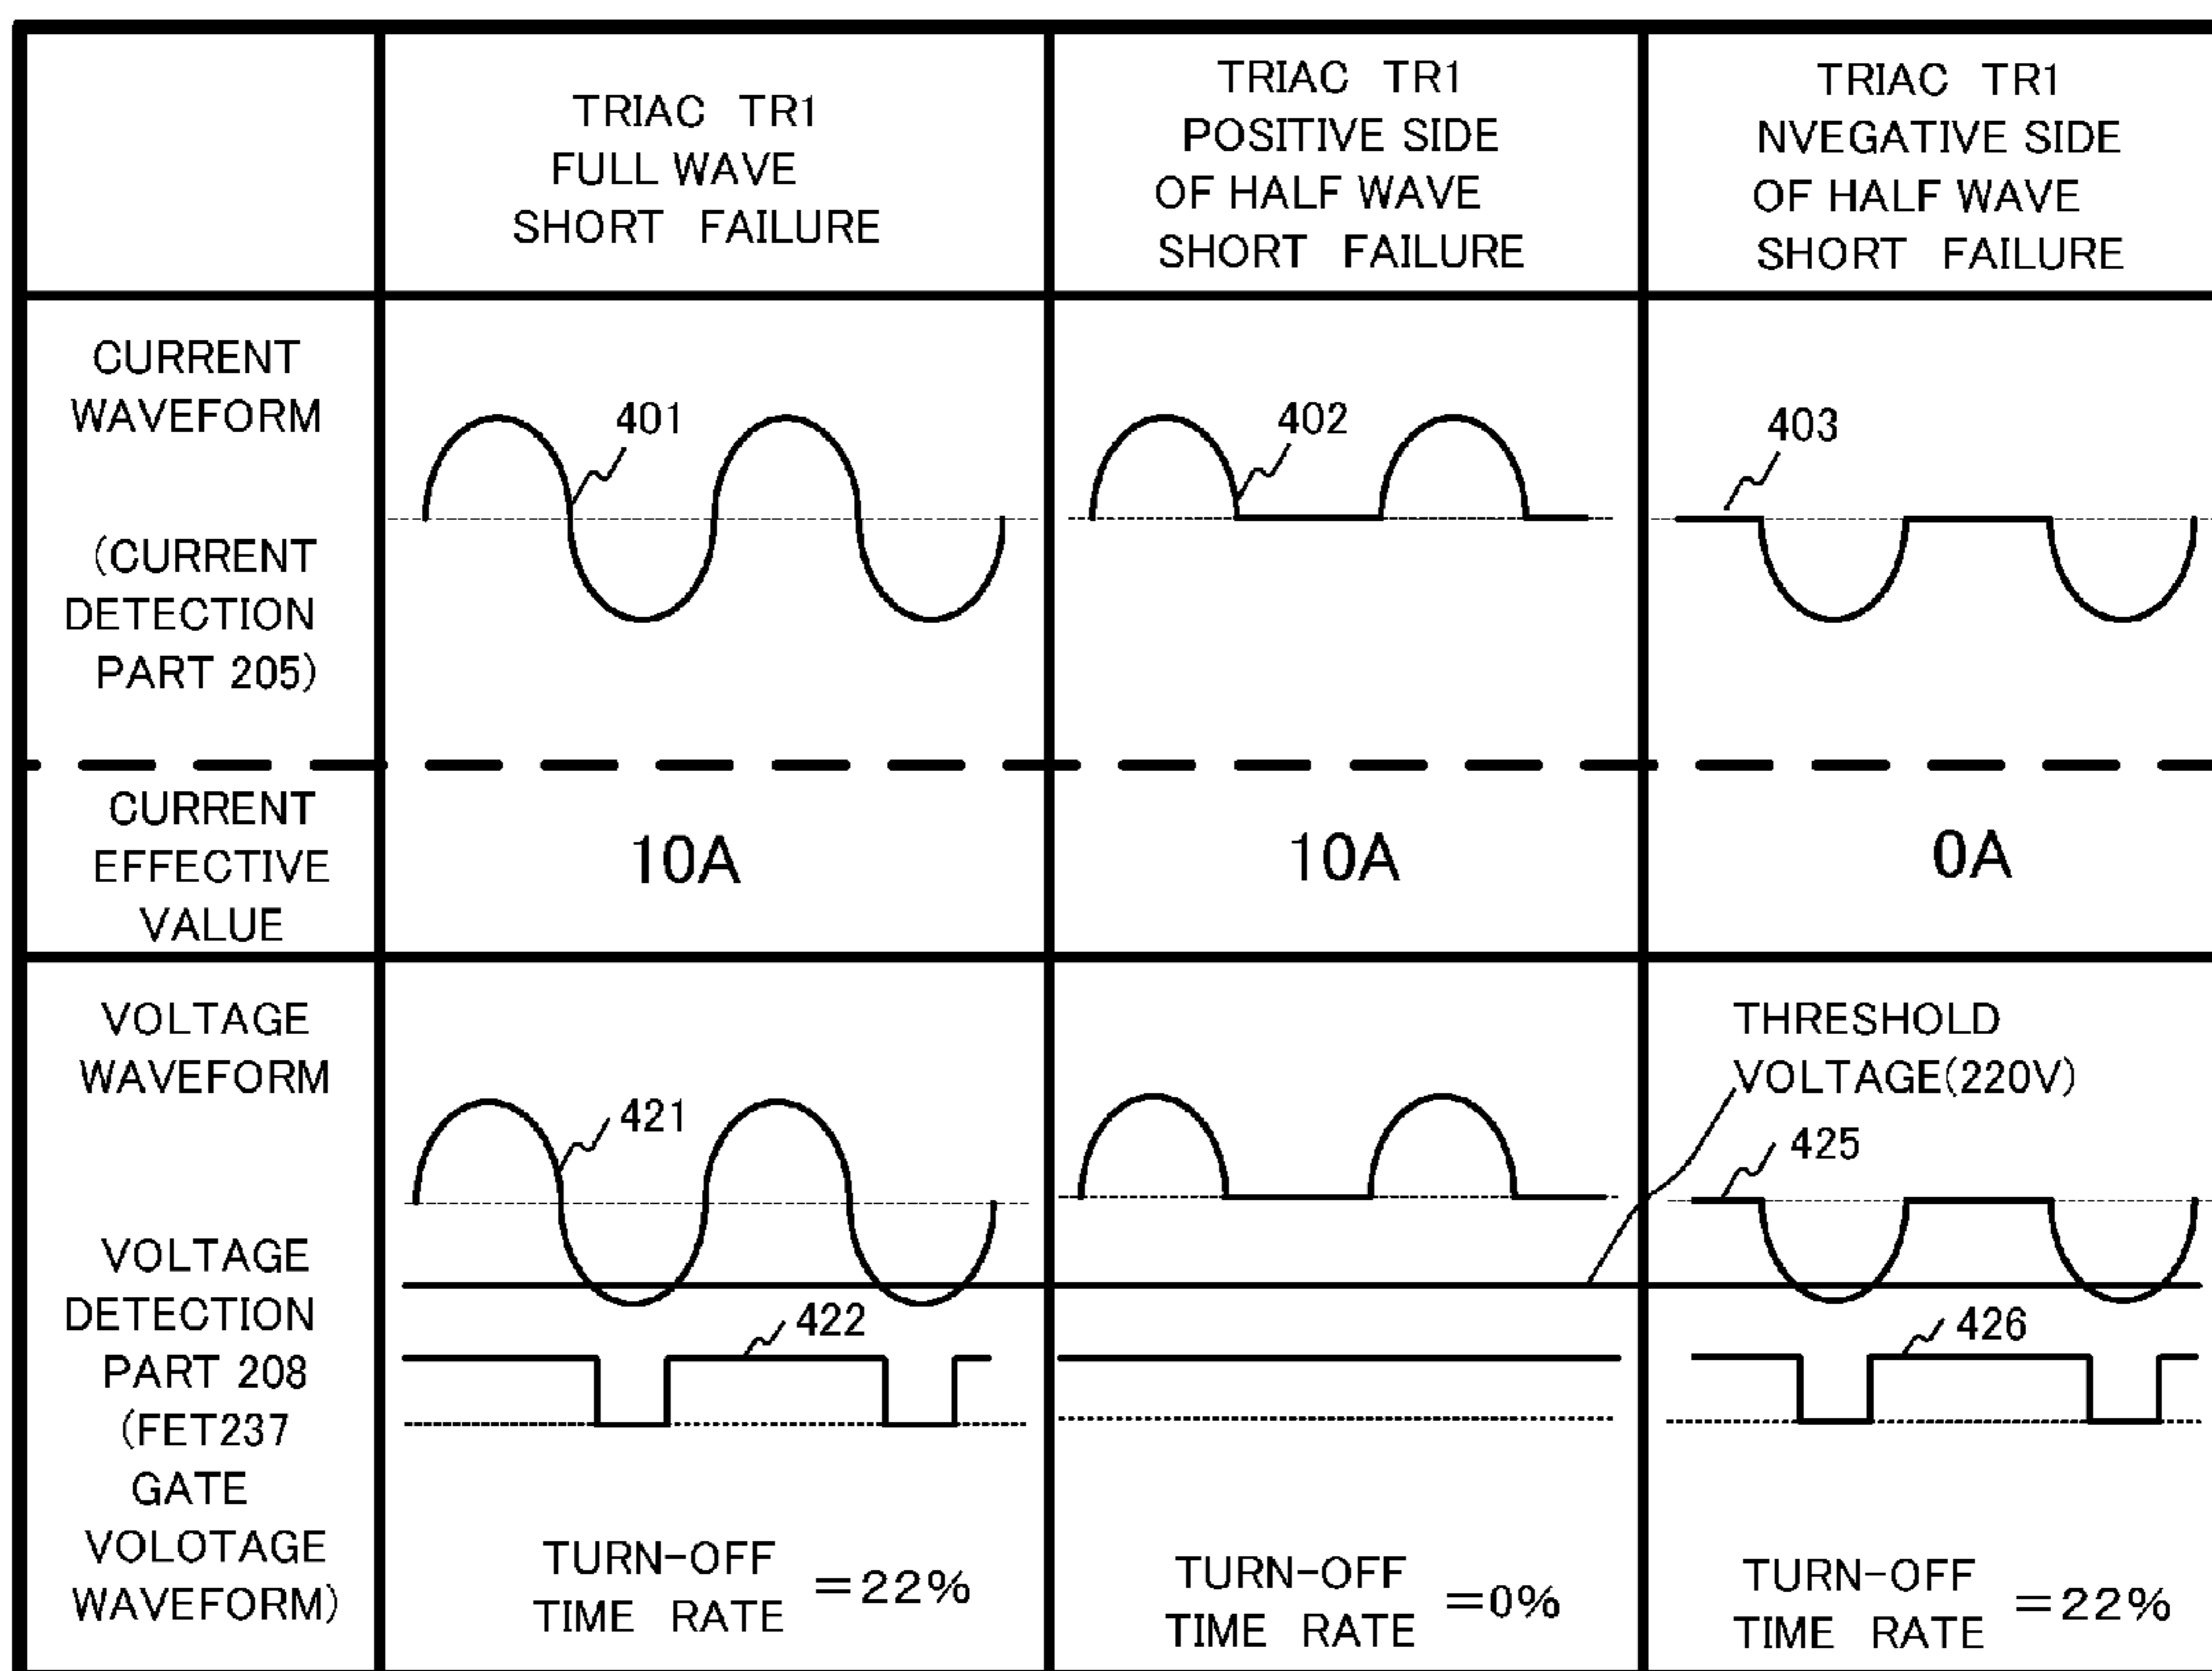 TRIAC TR1
FULL WAVE
SHORT FAILURE
TRIAC TR1
POSITIVE SIDE
OF HALF WAVE
SHORT FAILURE
TRIAC TR1
NVEGATIVE SIDE
OF HALF WAVE
SHORT FAILURE
CURRENT
WAVEFORM
(CURRENT
DETECTION
PART 205)
401
402
403
CURRENT
EFFECTIVE
VALUE
10A
10A
0A
VOLTAGE
WAVEFORM
VOLTAGE
DETECTION
PART 208
(FET237
GATE
VOLOTAGE
WAVEFORM)
421
422
TURN-OFF
TIME RATE
=22%
TURN-OFF
TIME RATE
=0%
THRESHOLD
VOLTAGE(220V)
425
426
TURN-OFF
TIME RATE
=22%